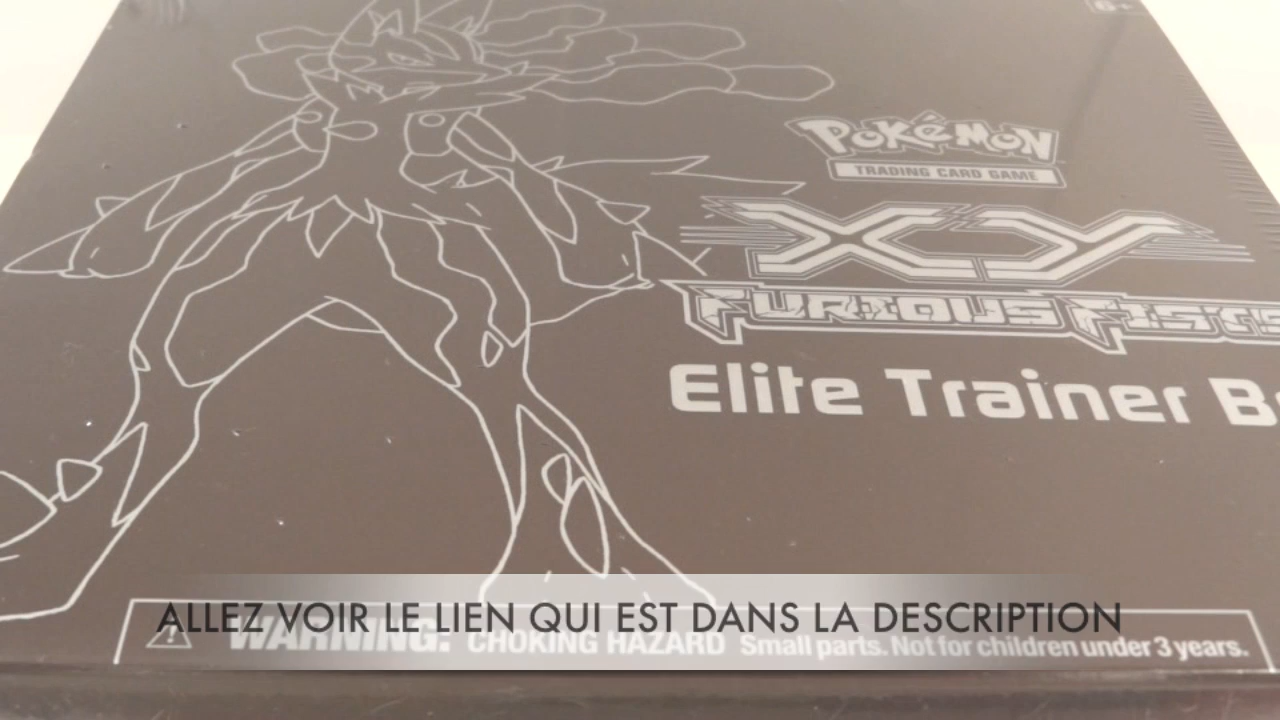 6+
POKéMON
TRADING CARD GAME
XY
FURIOUS FISTS
Elite Trainer
ALLEZ VOIR LE LIEN QUI EST DANS LA DESCRIPTION
WARNING: CHOKING HAZARD Small parts. Not for children under 3 years.